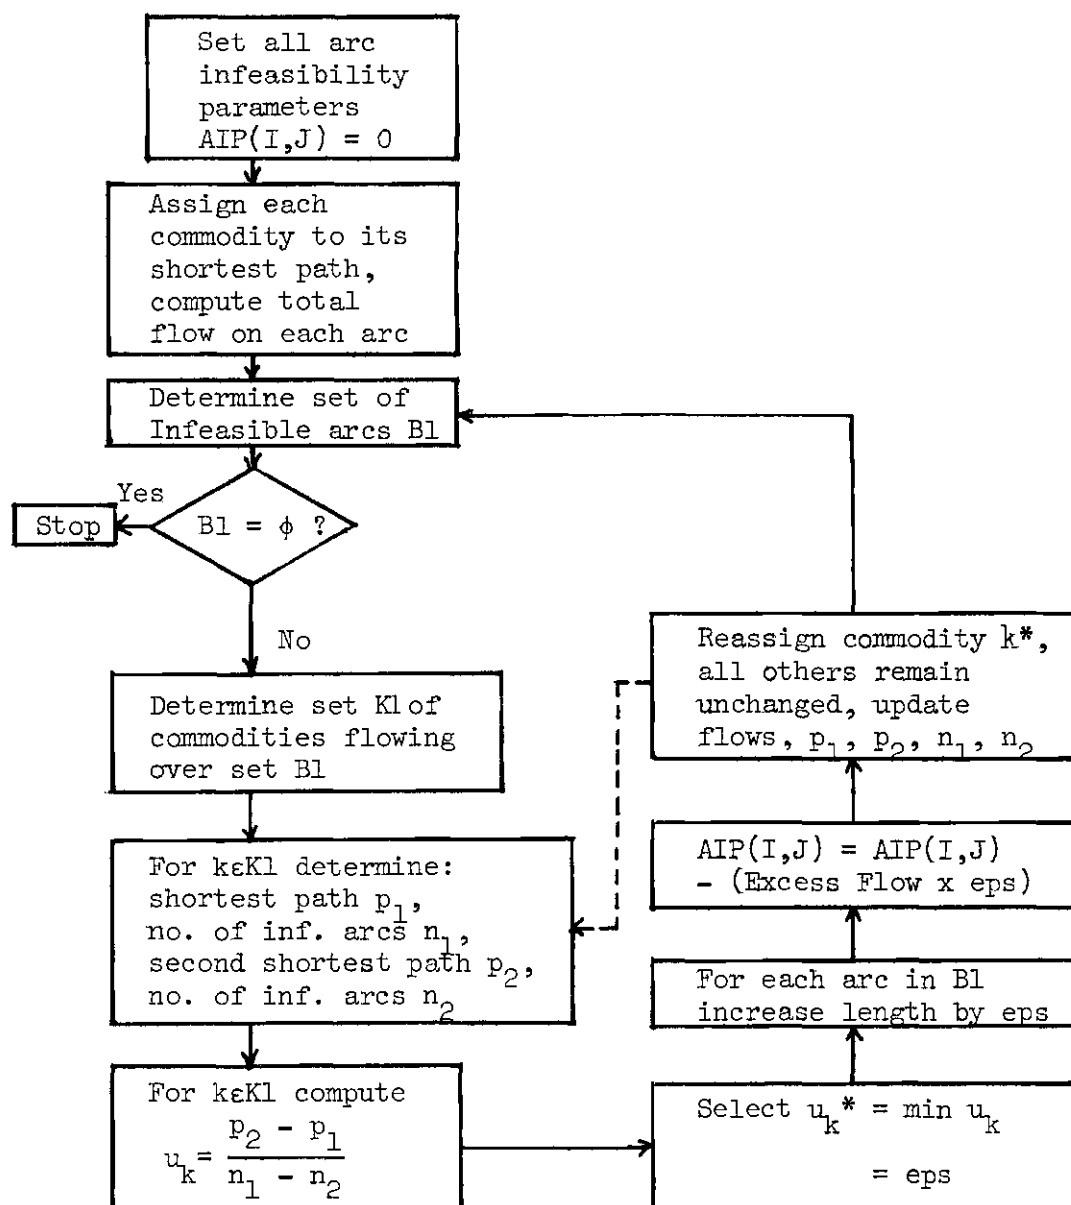 Set all arc
infeasibility
parameters
AIP(I,J) = 0
Assign each
commodity to its
shortest path,
compute total
flow on each arc
Determine set of
Infeasible arcs B1
Yes
Stop
B1 = ϕ ?
No
Determine set K1of
commodities flowing
over set B1
For kεK1 determine:
shortest path p₁,
no. of inf. arcs n₁,
second shortest path p₂,
no. of inf. arcs n₂
For kεK1 compute
p₂ - p₁
uₖ=
n₁ - n₂
Select uₖ* = min uₖ
= eps
For each arc in B1
increase length by eps
AIP(I,J) = AIP(I,J)
- (Excess Flow x eps)
Reassign commodity k*,
all others remain
unchanged, update
flows, p₁, p₂, n₁, n₂